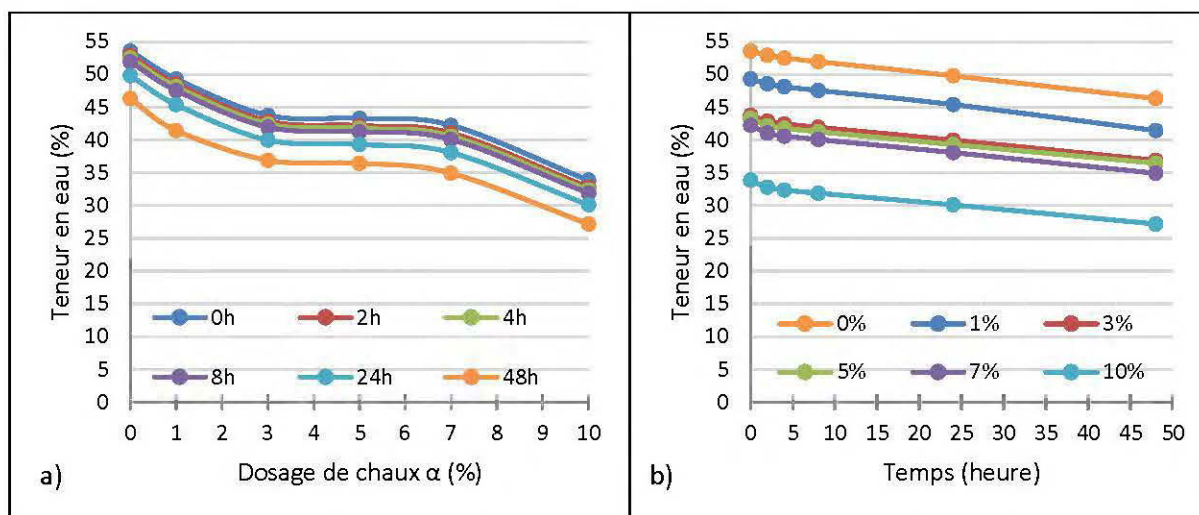 55
50
45
40
35
30
25
20
15
10
5
0
Teneur en eau (%)
0h 2h 4h
8h 24h 48h
0 1 2 3 4 5 6 7 8 9 10
Dosage de chaux α (%)
a)
55
50
45
40
35
30
25
20
15
10
5
0
Teneur en eau (%)
0% 1% 3%
5% 7% 10%
0 5 10 15 20 25 30 35 40 45 50
Temps (heure)
b)